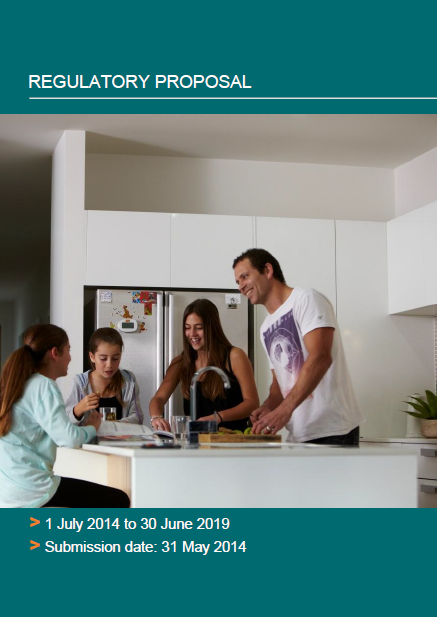 REGULATORY PROPOSAL
> 1 July 2014 to 30 June 2019
> Submission date: 31 May 2014